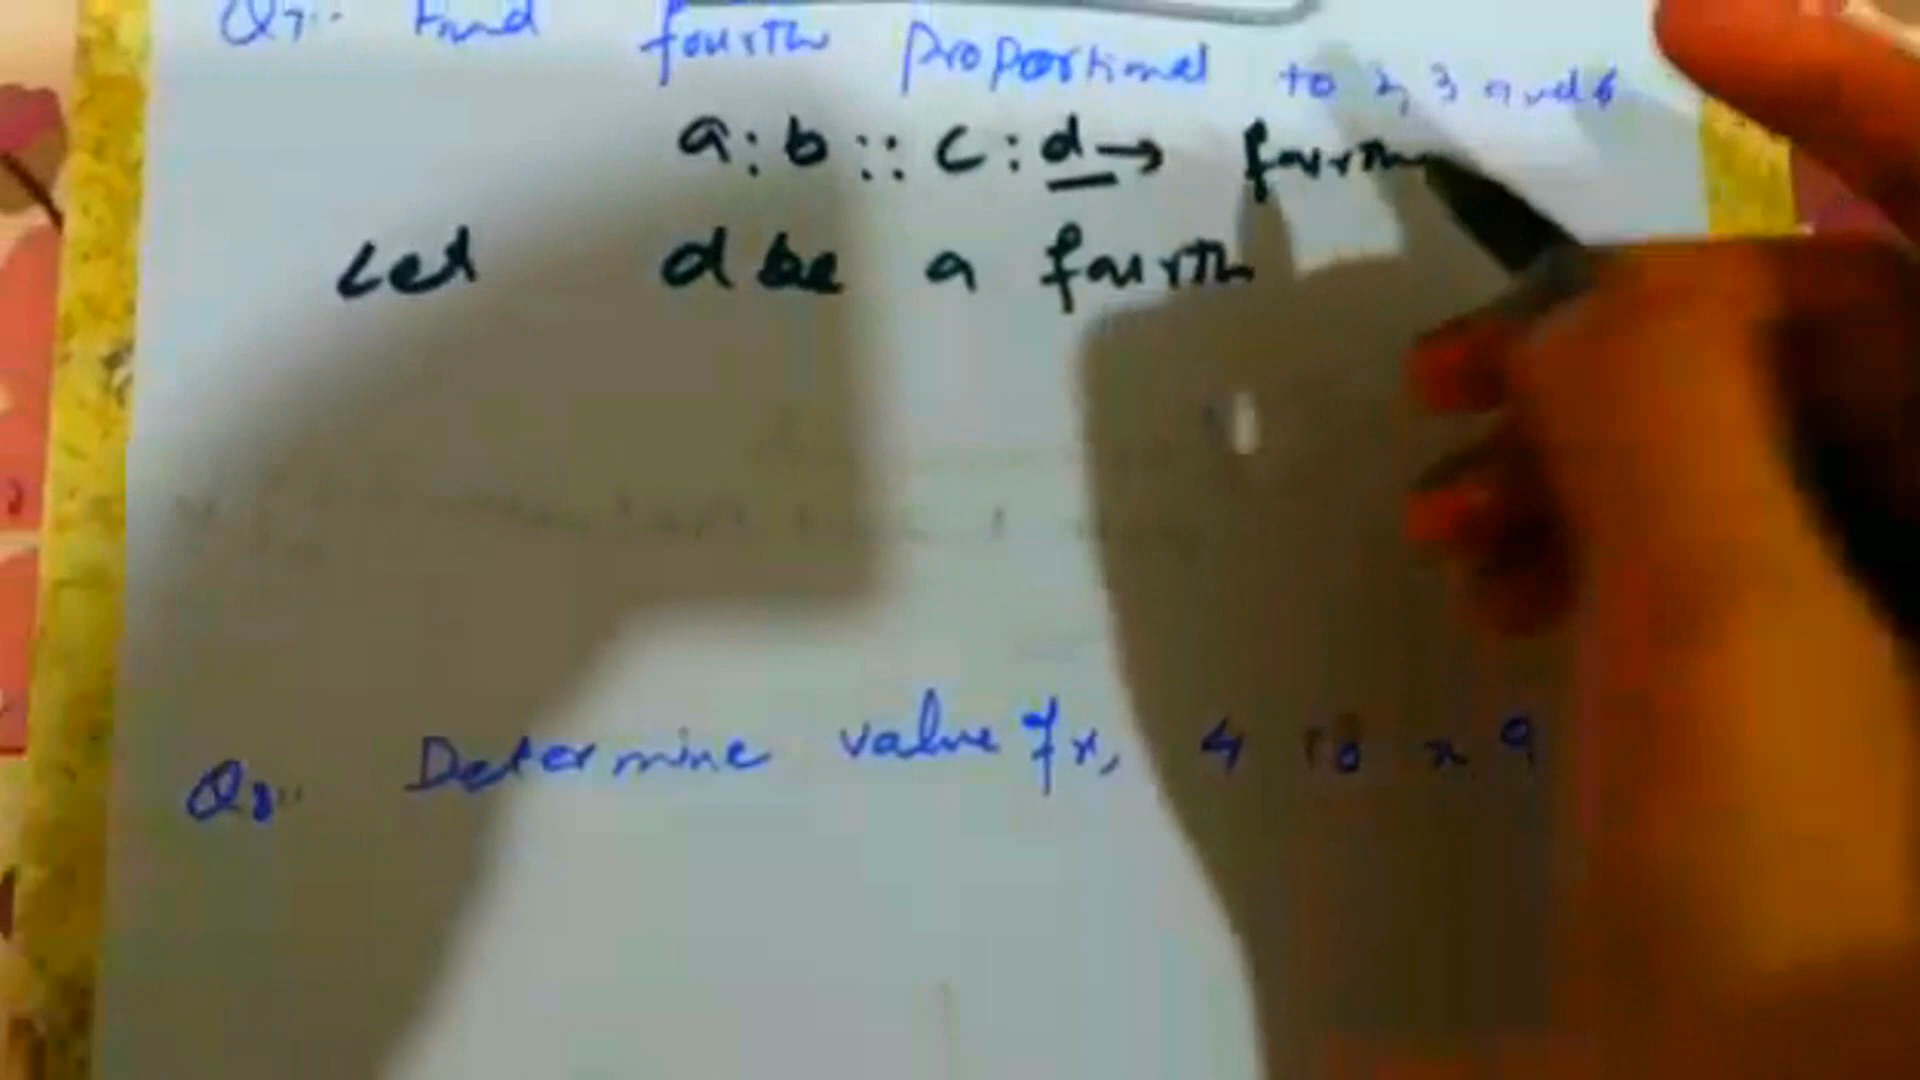 Q7.. Find fourth proportional to 2, 3 and 6
a : b :: c : d → fourth
Let d be a fourth
Q8.. Determine value of x, 4 10 x 9